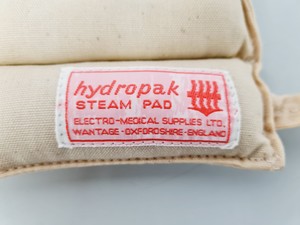 hydropak
STEAM PAD
ELECTRO-MEDICAL SUPPLIES LTD.
WANTAGE · OXFORDSHIRE · ENGLAND